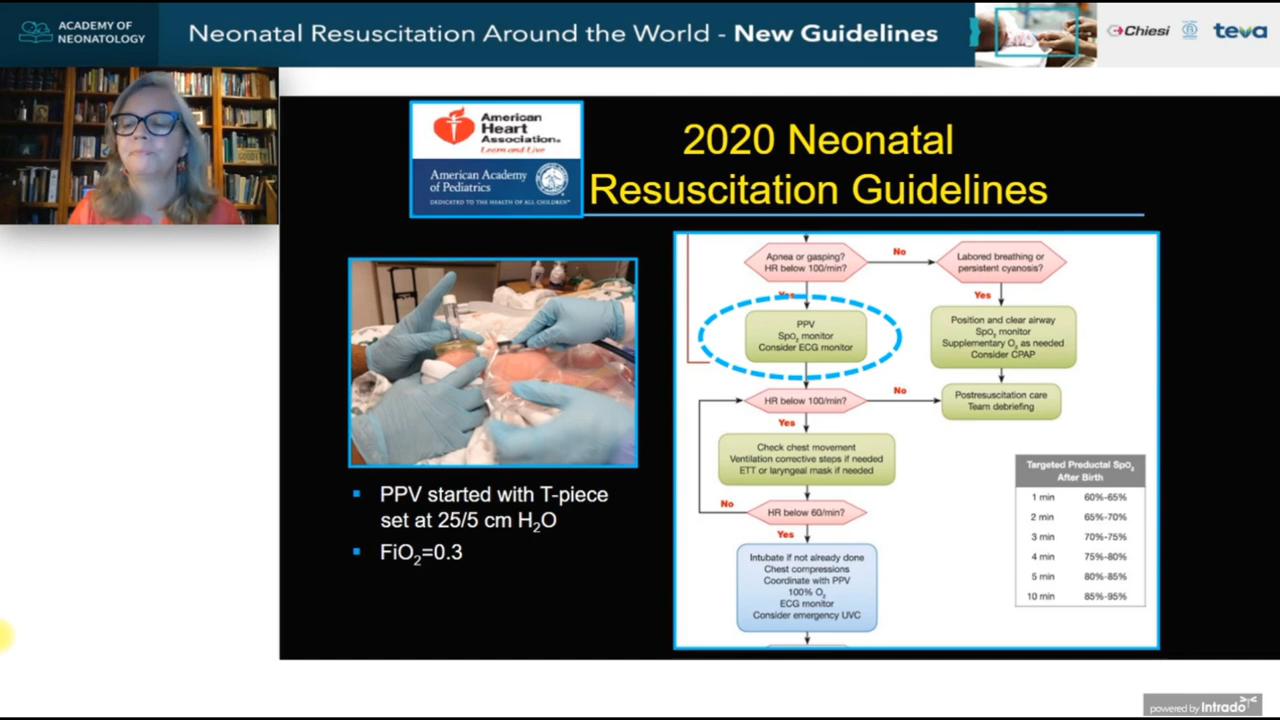 ACADEMY OF
NEONATOLOGY
Neonatal Resuscitation Around the World - New Guidelines
Chiesi
teva
American
Heart
Association®
Learn and Live
American Academy
of Pediatrics
DEDICATED TO THE HEALTH OF ALL CHILDREN™
2020 Neonatal
Resuscitation Guidelines
PPV started with T-piece
set at 25/5 cm H₂O
FiO₂=0.3
Apnea or gasping?
HR below 100/min?
No
Labored breathing or
persistent cyanosis?
Yes
Yes
PPV
SpO₂ monitor
Consider ECG monitor
Position and clear airway
SpO₂ monitor
Supplementary O₂ as needed
Consider CPAP
HR below 100/min?
No
Postresuscitation care
Team debriefing
Yes
Check chest movement
Ventilation corrective steps if needed
ETT or laryngeal mask if needed
No
HR below 60/min?
Yes
Intubate if not already done
Chest compressions
Coordinate with PPV
100% O₂
ECG monitor
Consider emergency UVC
Targeted Preductal SpO₂
After Birth
1 min 60%-65%
2 min 65%-70%
3 min 70%-75%
4 min 75%-80%
5 min 80%-85%
10 min 85%-95%
powered by Intrado